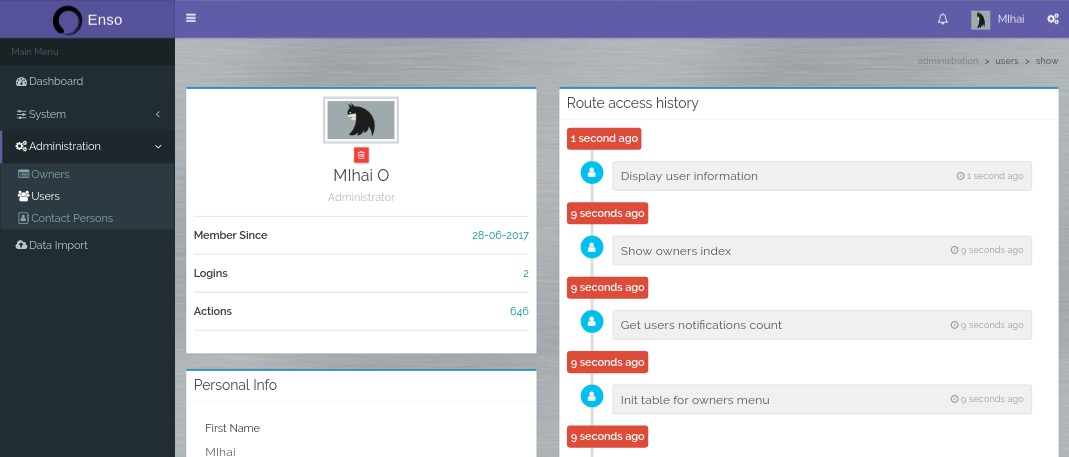 Enso
MIhai
Main Menu
Dashboard
System
Administration
Owners
Users
Contact Persons
Data Import
administration > users > show
MIhai O
Administrator
Member Since 28-06-2017
Logins 2
Actions 646
Personal Info
First Name
MIhai
Route access history
1 second ago
Display user information 1 second ago
9 seconds ago
Show owners index 9 seconds ago
9 seconds ago
Get users notifications count 9 seconds ago
9 seconds ago
Init table for owners menu 9 seconds ago
9 seconds ago